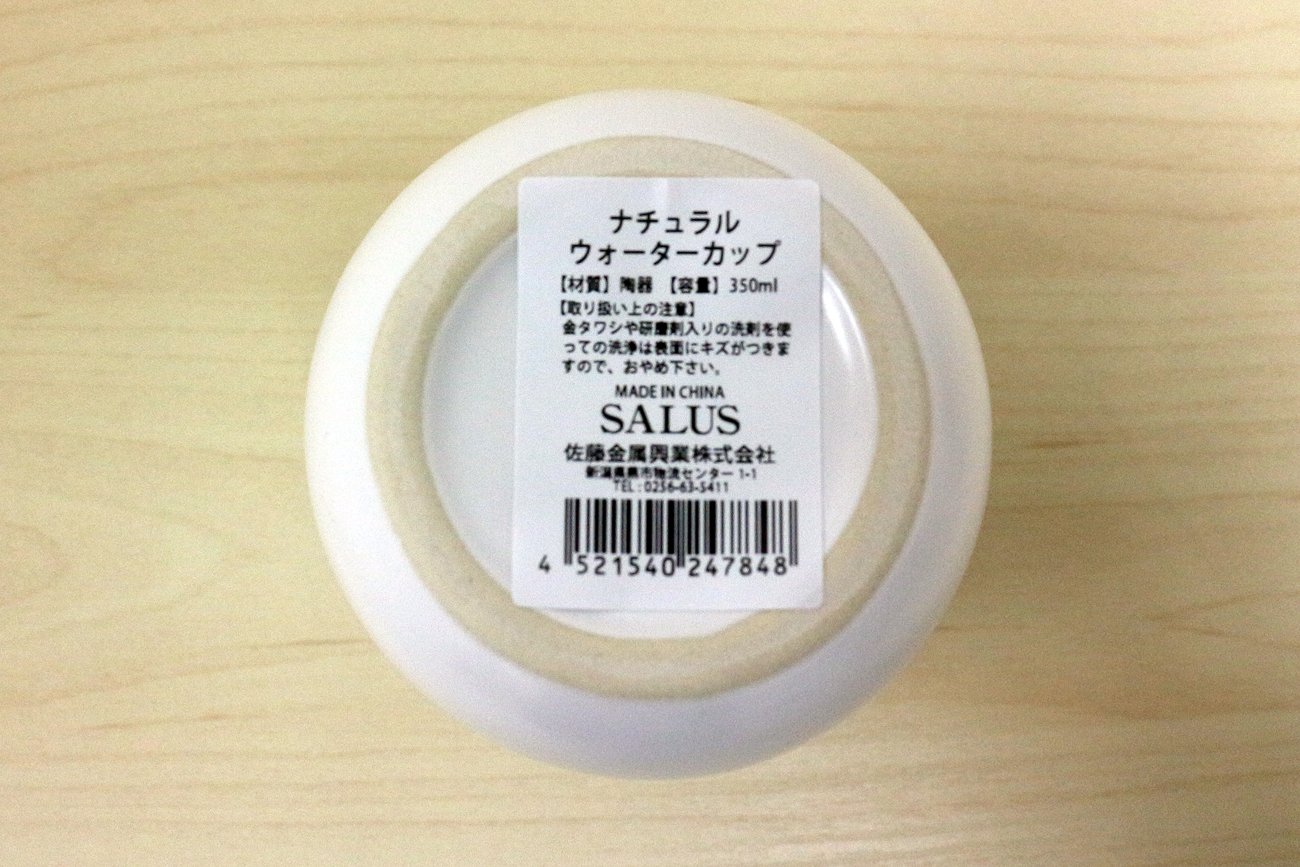 ナチュラル
ウォーターカップ
【材質】陶器 【容量】350ml
【取り扱い上の注意】
金タワシや研磨剤入りの洗剤を使
っての洗浄は表面にキズがつきま
すので、おやめ下さい。
MADE IN CHINA
SALUS
佐藤金属興業株式会社
新潟県燕市物流センター 1-1
TEL : 0256-63-5411
4 521540 247848